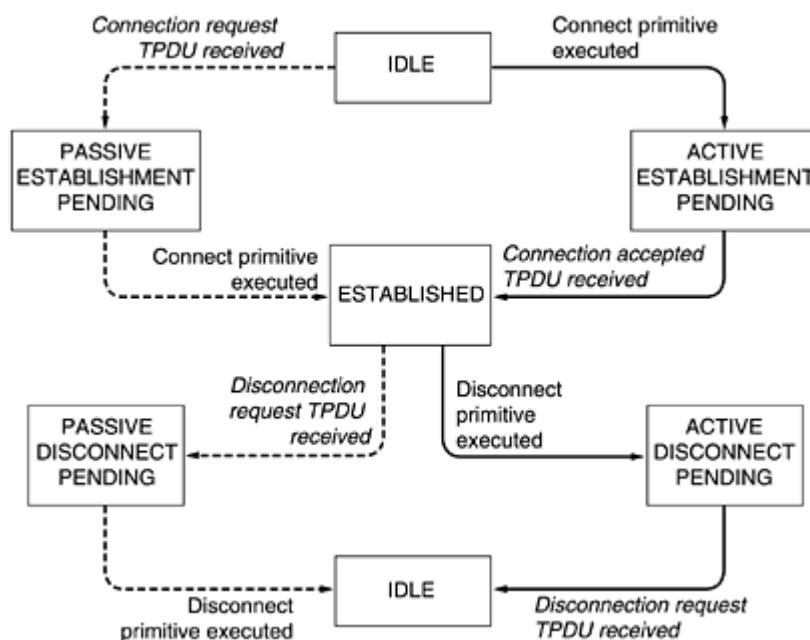 Connection request
TPDU received
IDLE
Connect primitive
executed
PASSIVE
ESTABLISHMENT
PENDING
ACTIVE
ESTABLISHMENT
PENDING
Connect primitive
executed
ESTABLISHED
Connection accepted
TPDU received
Disconnection
request TPDU
received
Disconnect
primitive
executed
PASSIVE
DISCONNECT
PENDING
ACTIVE
DISCONNECT
PENDING
IDLE
Disconnect
primitive executed
Disconnection request
TPDU received